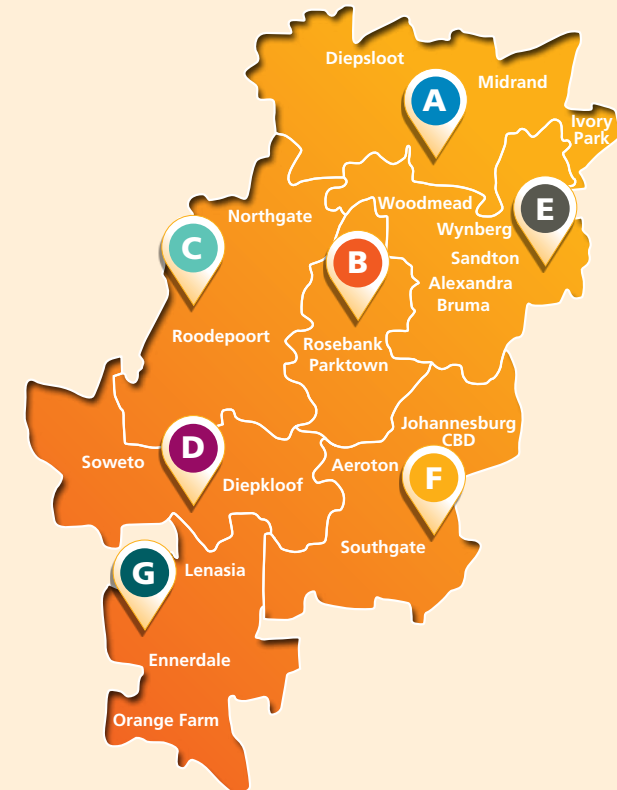 Diepsloot
A
Midrand
Ivory
Park
Woodmead
Northgate
E
Wynberg
C
B
Sandton
Alexandra
Bruma
Roodepoort
Rosebank
Parktown
Johannesburg
CBD
D
Soweto
Aeroton
F
Diepkloof
Southgate
G
Lenasia
Ennerdale
Orange Farm